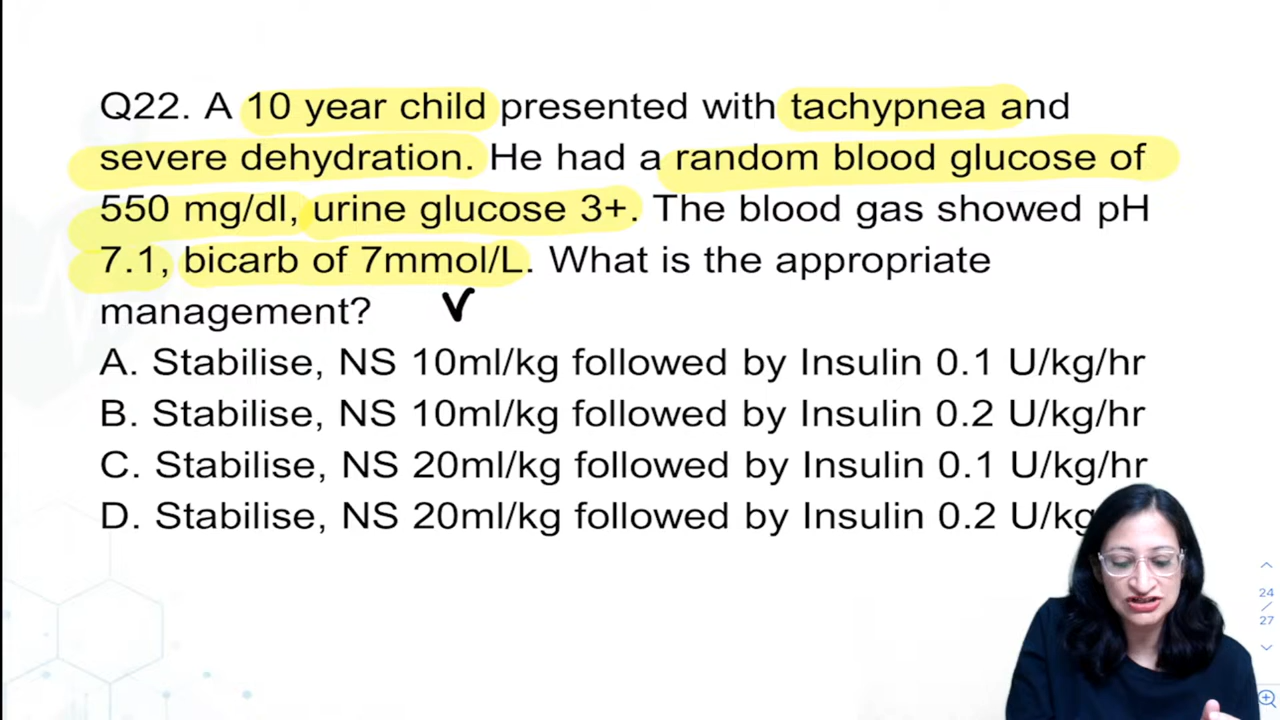 Q22. A 10 year child presented with tachypnea and
severe dehydration. He had a random blood glucose of
550 mg/dl, urine glucose 3+. The blood gas showed pH
7.1, bicarb of 7mmol/L. What is the appropriate
management?
A. Stabilise, NS 10ml/kg followed by Insulin 0.1 U/kg/hr
B. Stabilise, NS 10ml/kg followed by Insulin 0.2 U/kg/hr
C. Stabilise, NS 20ml/kg followed by Insulin 0.1 U/kg/hr
D. Stabilise, NS 20ml/kg followed by Insulin 0.2 U/kg
24
/
27